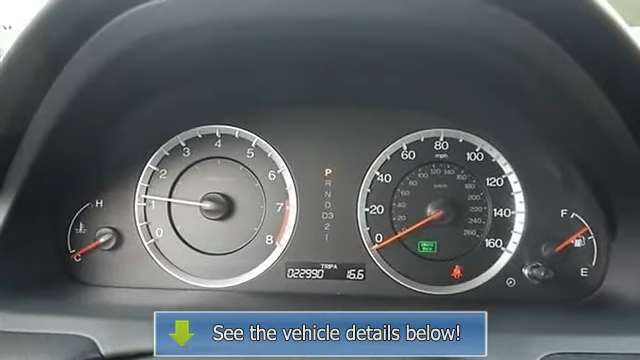 H
C
0 1 2 3 4 5 6 7 8
P
R
N
D
D3
2
1
TRIP A
022990 15.6
0 20 40 60 80 100 120 140 160
mph
km/h
F
E
See the vehicle details below!